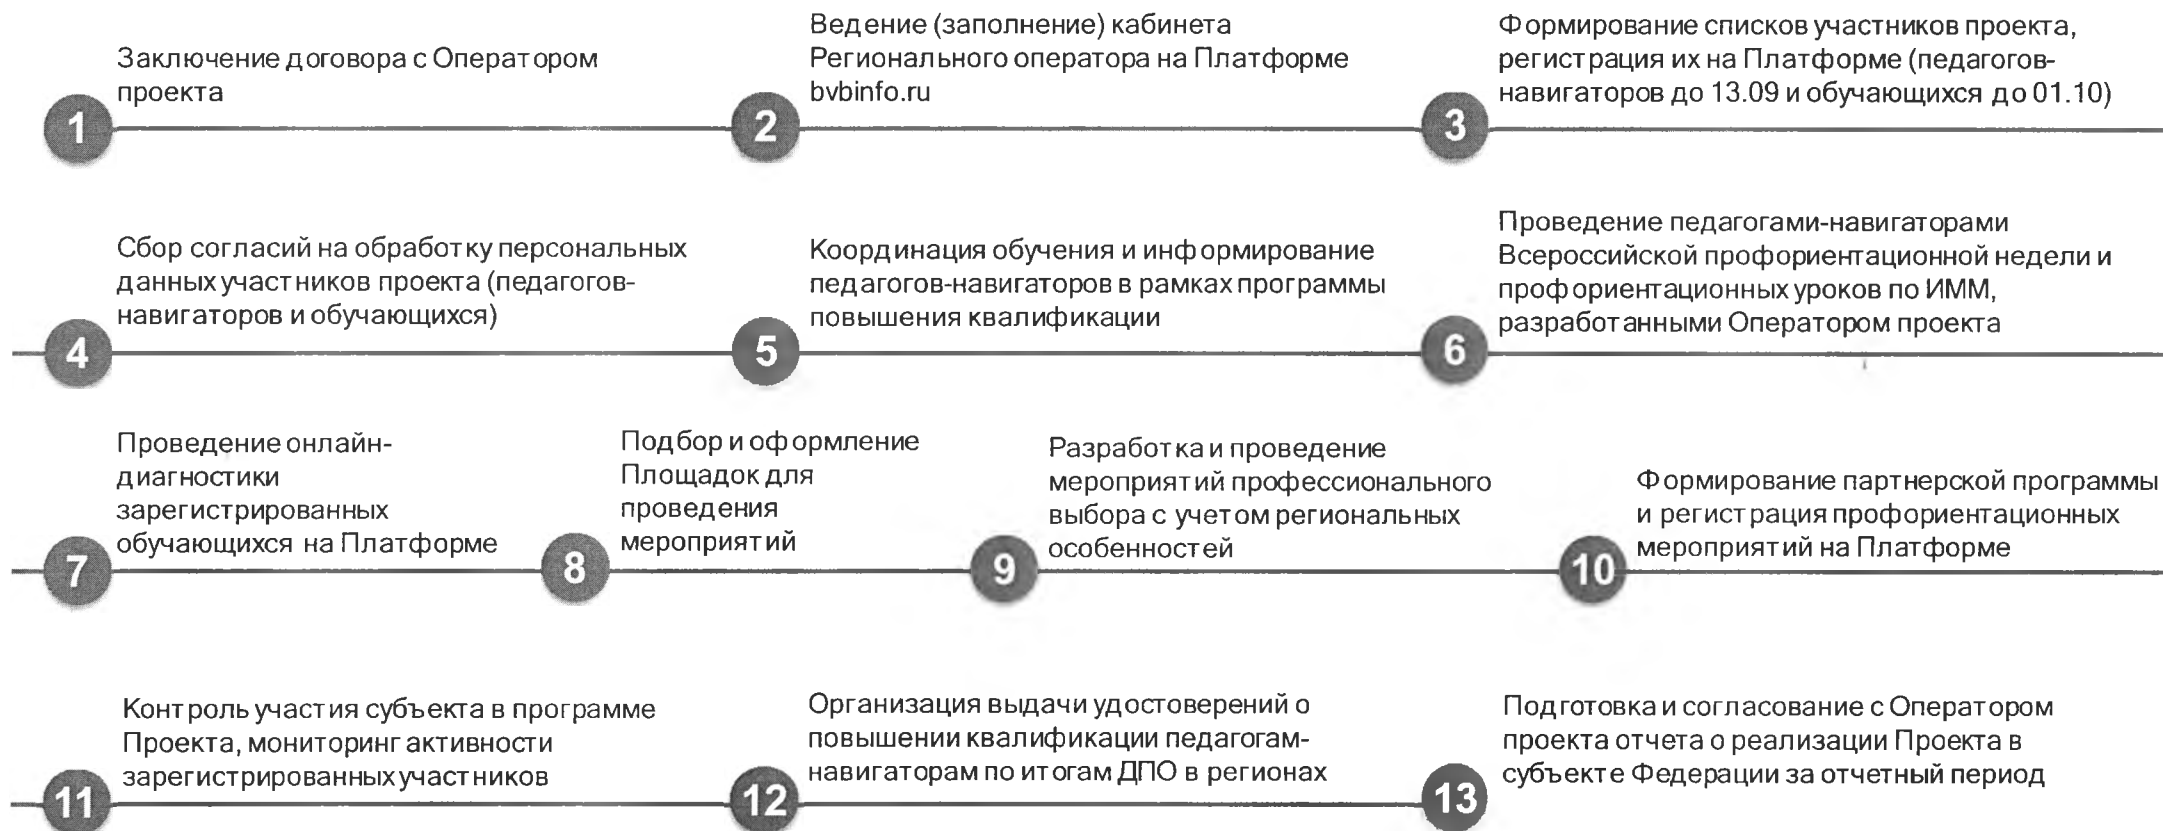 Заключение договора с Оператором
проекта
1
Ведение (заполнение) кабинета
Регионального оператора на Платформе
bvbinfo.ru
2
Формирование списков участников проекта,
регистрация их на Платформе (педагогов-
навигаторов до 13.09 и обучающихся до 01.10)
3
Сбор согласий на обработку персональных
данных участников проекта (педагогов-
навигаторов и обучающихся)
4
Координация обучения и информирование
педагогов-навигаторов в рамках программы
повышения квалификации
5
Проведение педагогами-навигаторами
Всероссийской профориентационной недели и
профориентационных уроков по ИММ,
разработанными Оператором проекта
6
Проведение онлайн-
диагностики
зарегистрированных
обучающихся на Платформе
7
Подбор и оформление
Площадок для
проведения
мероприятий
8
Разработка и проведение
мероприятий профессионального
выбора с учетом региональных
особенностей
9
Формирование партнерской программы
и регистрация профориентационных
мероприятий на Платформе
10
Контроль участия субъекта в программе
Проекта, мониторинг активности
зарегистрированных участников
11
Организация выдачи удостоверений о
повышении квалификации педагогам-
навигаторам по итогам ДПО в регионах
12
Подготовка и согласование с Оператором
проекта отчета о реализации Проекта в
субъекте Федерации за отчетный период
13